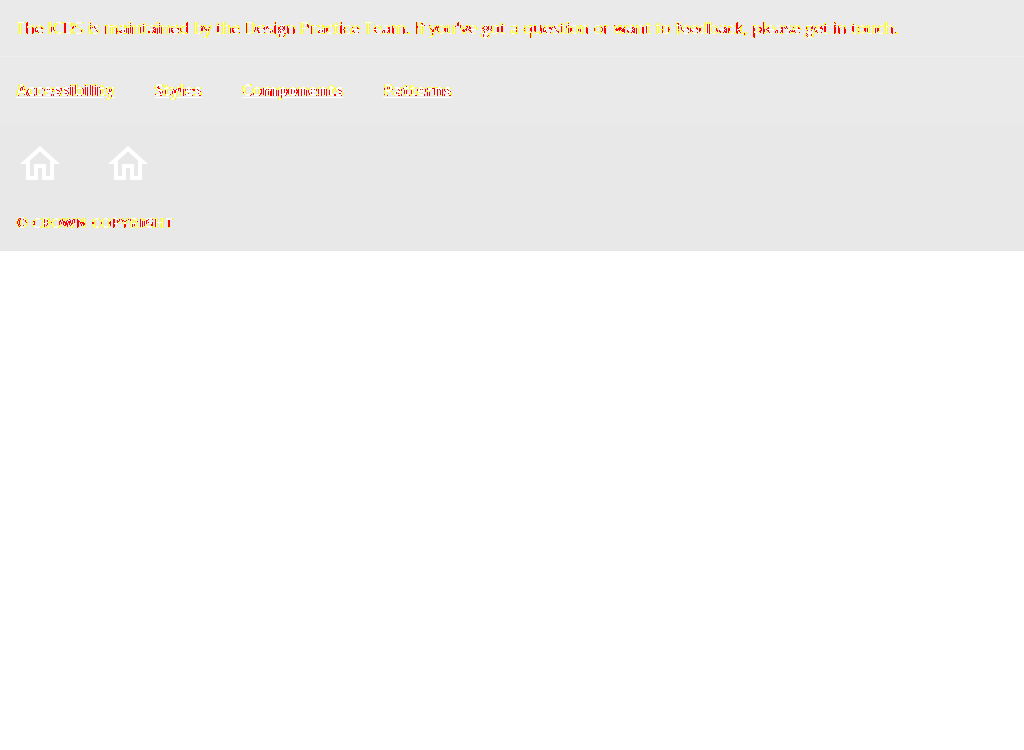 The is maintained by the Design Practice Team. If you've got a question or want to feedback, please get in touch.
Accessibility Styles Components Patterns
© CROWN COPYRIGHT